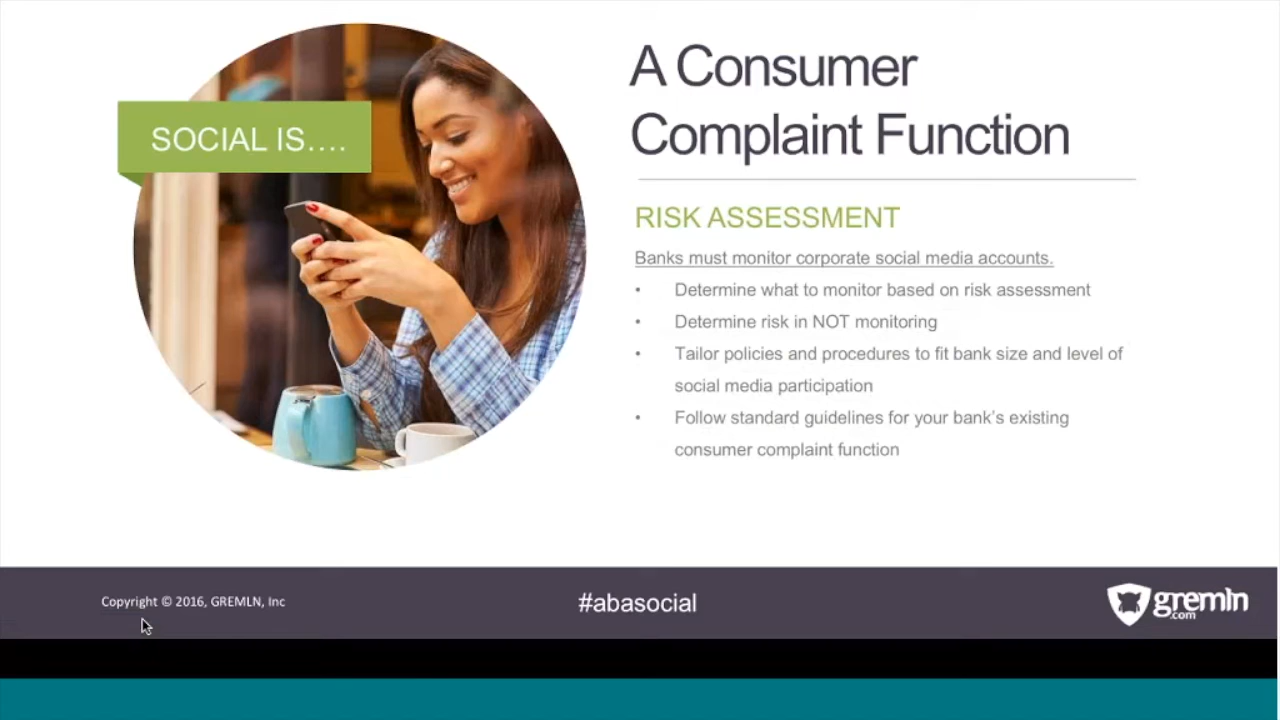 SOCIAL IS....
A Consumer
Complaint Function
RISK ASSESSMENT
Banks must monitor corporate social media accounts.
• Determine what to monitor based on risk assessment
• Determine risk in NOT monitoring
• Tailor policies and procedures to fit bank size and level of
social media participation
• Follow standard guidelines for your bank's existing
consumer complaint function
Copyright © 2016, GREMLN, Inc
#abasocial
gremln
.com